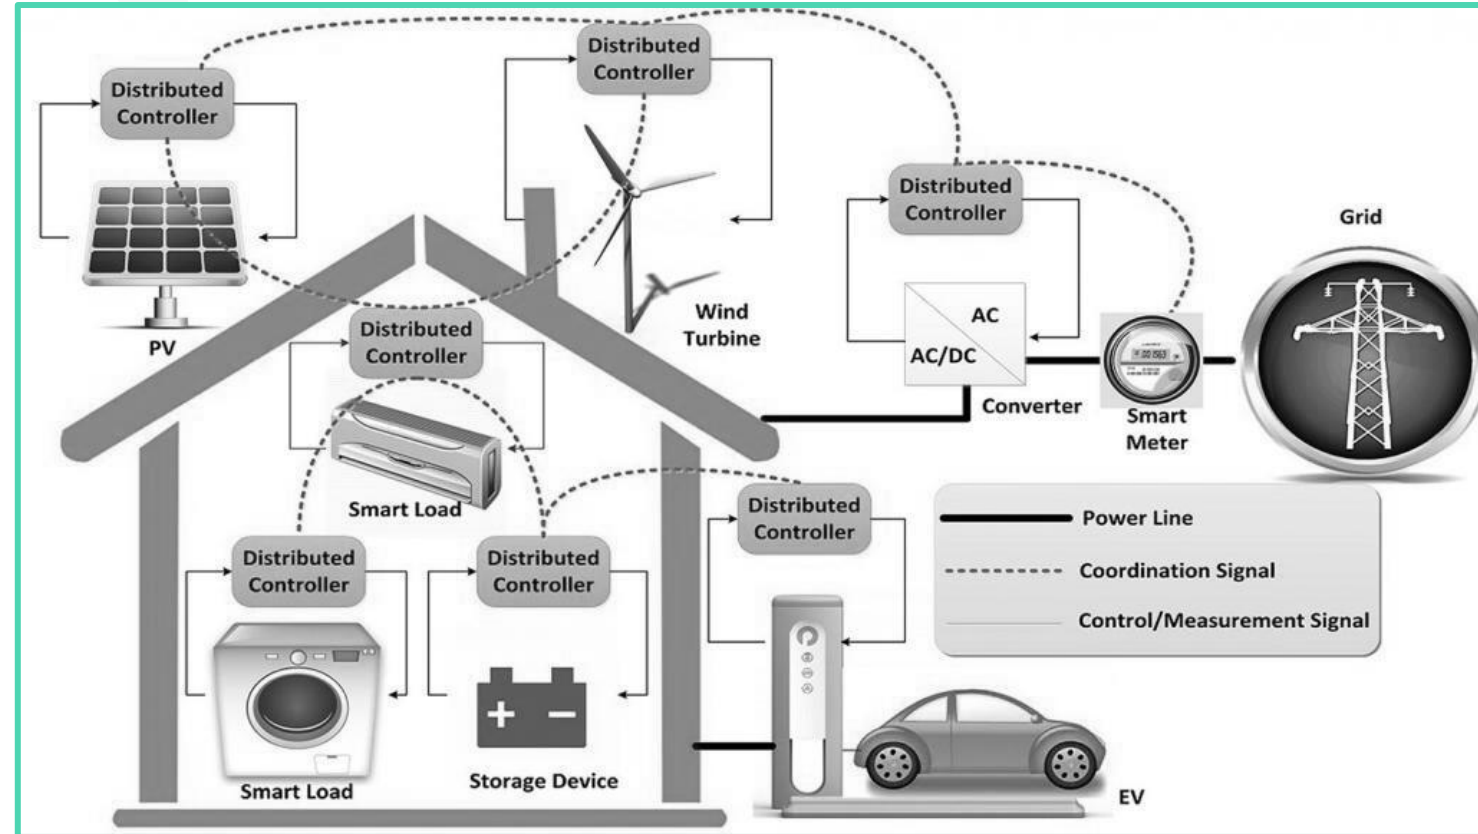 Distributed
Controller
Distributed
Controller
Distributed
Controller
Grid
PV
Wind
Turbine
Distributed
Controller
AC
AC/DC
Converter
Smart
Meter
Smart Load
Distributed
Controller
Distributed
Controller
Distributed
Controller
Power Line
Coordination Signal
Control/Measurement Signal
Smart Load
Storage Device
EV